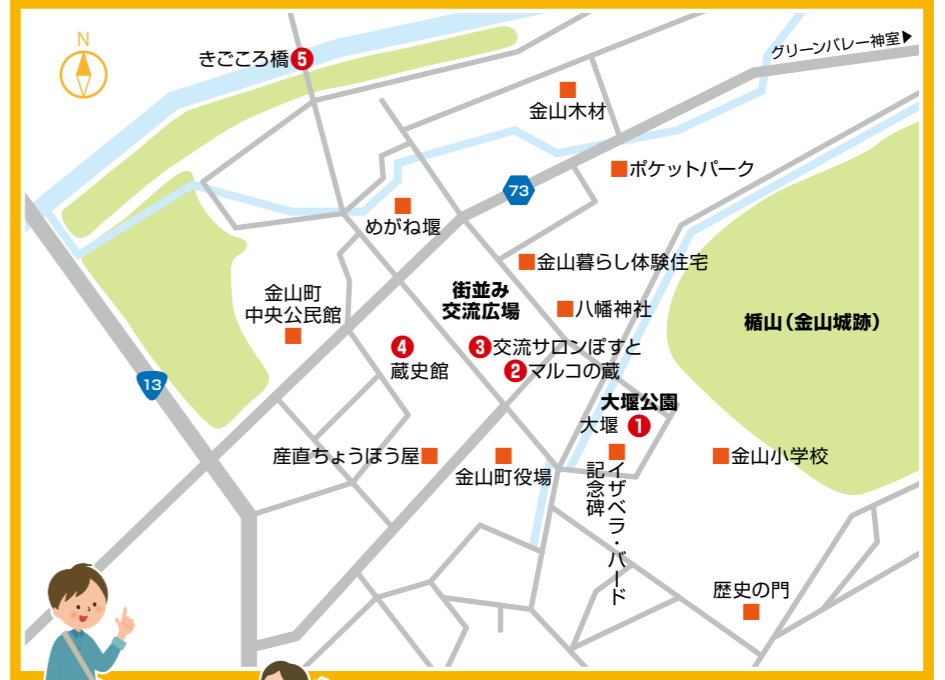 N
きごころ橋❺
グリーンバレー神室▶
金山木材
ポケットパーク
73
めがね堰
金山暮らし体験住宅
街並み
交流広場
金山町
中央公民館
八幡神社
楯山（金山城跡）
❹
蔵史館
❸交流サロンぽすと
❷マルコの蔵
13
大堰公園
大堰 ❶
産直ちょうほう屋
金山町役場
イザベラ・バード
記念碑
金山小学校
歴史の門